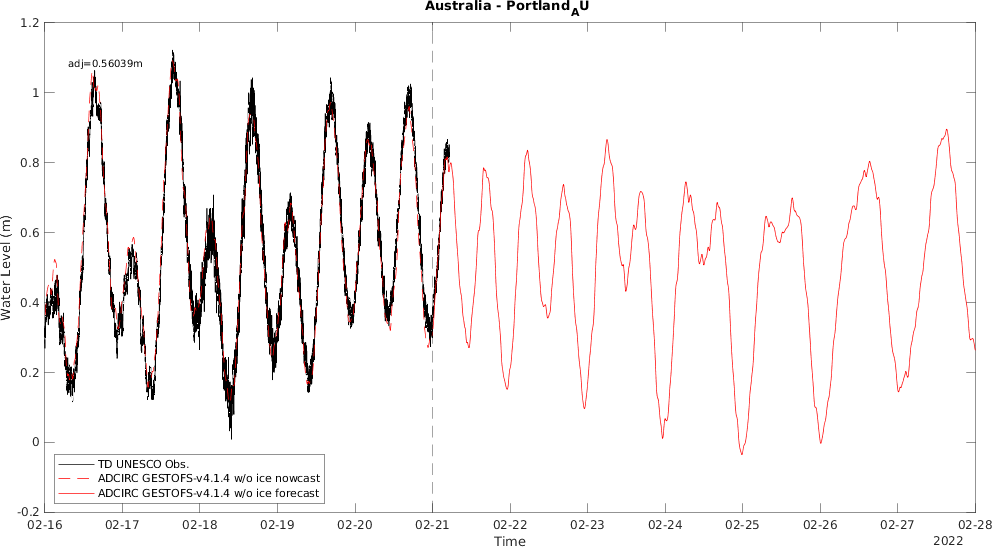 Australia - Portland_AU
adj=0.56039m
1.2
1
0.8
0.6
0.4
0.2
0
-0.2
Water Level (m)
TD UNESCO Obs.
ADCIRC GESTOFS-v4.1.4 w/o ice nowcast
ADCIRC GESTOFS-v4.1.4 w/o ice forecast
02-16 02-17 02-18 02-19 02-20 02-21 02-22 02-23 02-24 02-25 02-26 02-27 02-28
Time
2022